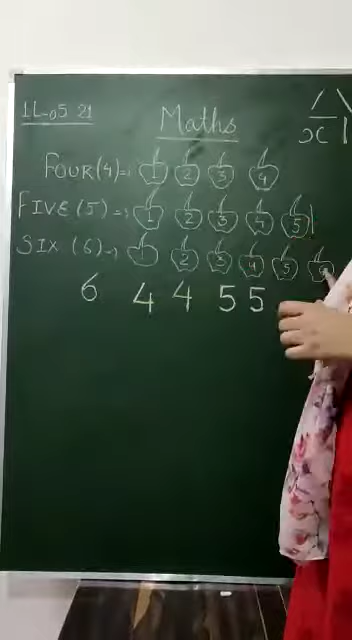 11-05 21
Maths
FOUR (4)= 1 2 3 4
FIVE (5)= 1 2 3 4 5
SIX (6)= 1 2 3 4 5 6
6 4 4 5 5